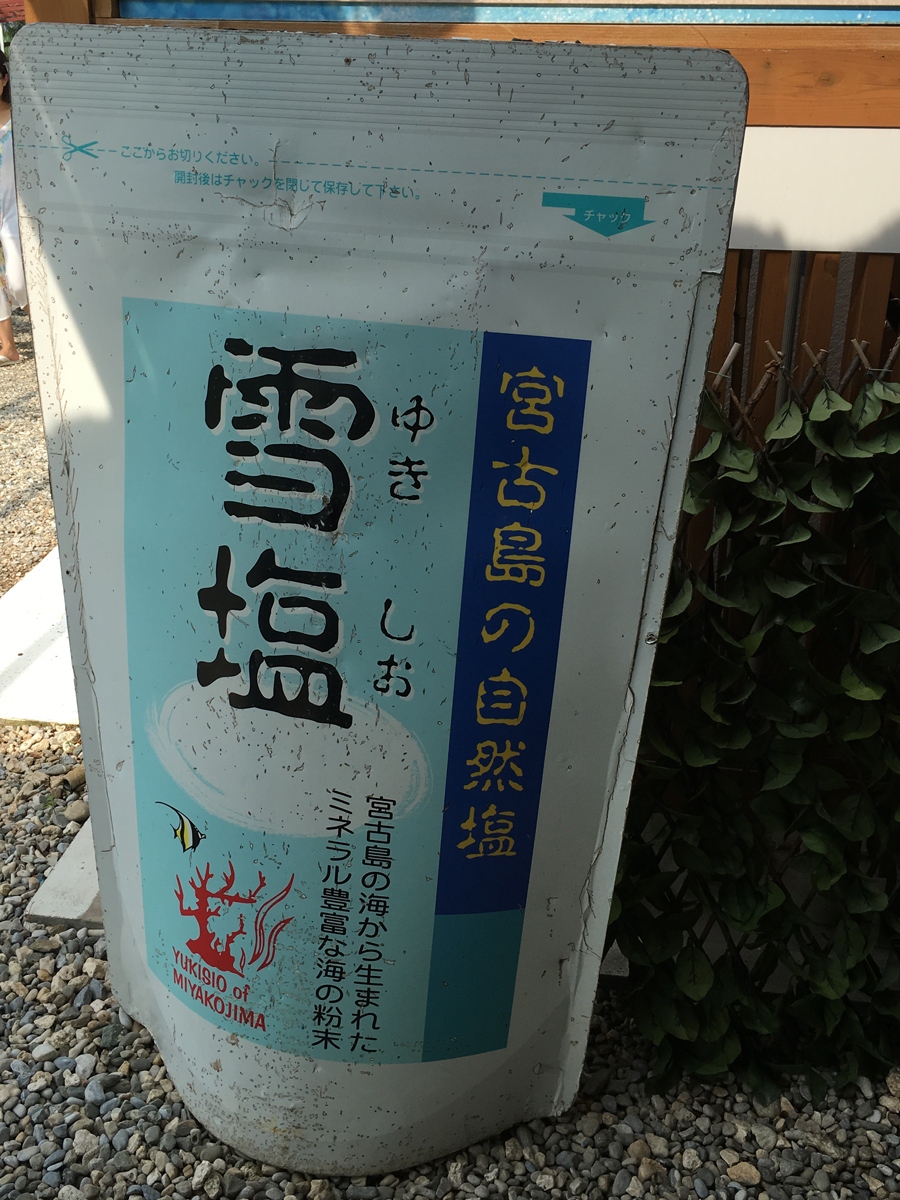 ここからお切りください。
開封後はチャックを閉じて保存して下さい。
チャック
宮古島の自然塩
ゆきしお
雪塩
宮古島の海から生まれた
ミネラル豊富な海の粉末
YUKISIO of
MIYAKOJIMA